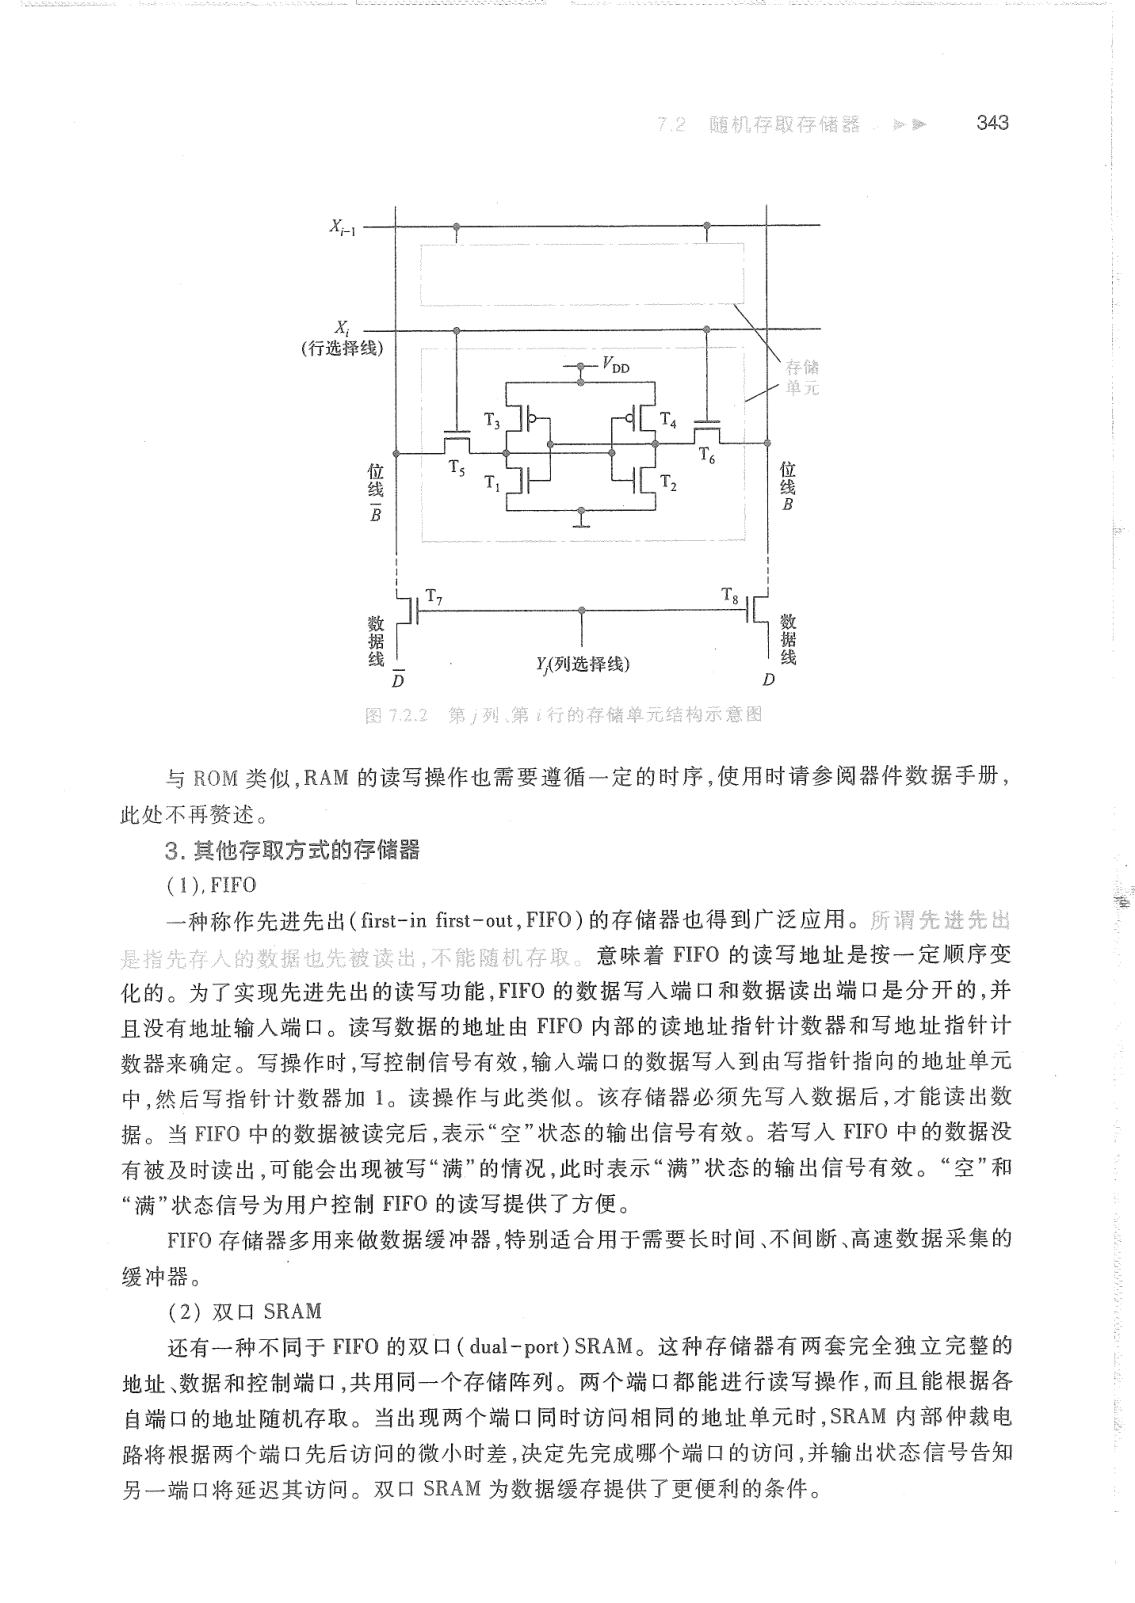 7.2 随机存取存储器 343
X_{i-1}
X_i
(行选择线)
V_DD
存储
单元
T3
T4
T5
T6
T1
T2
位线 B̅
位线 B
T7
T8
数据线
数据线
Y_j(列选择线)
D̅
D
图 7.2.2 第 j 列、第 i 行的存储单元结构示意图
与 ROM 类似,RAM 的读写操作也需要遵循一定的时序,使用时请参阅器件数据手册,
此处不再赘述。
3. 其他存取方式的存储器
(1) FIFO
一种称作先进先出(first-in first-out,FIFO)的存储器也得到广泛应用。所谓先进先出
是指先存入的数据也先被读出,不能随机存取。意味着 FIFO 的读写地址是按一定顺序变
化的。为了实现先进先出的读写功能,FIFO 的数据写入端口和数据读出端口是分开的,并
且没有地址输入端口。读写数据的地址由 FIFO 内部的读地址指针计数器和写地址指针计
数器来确定。写操作时,写控制信号有效,输入端口的数据写入到由写指针指向的地址单元
中,然后写指针计数器加 1。读操作与此类似。该存储器必须先写入数据后,才能读出数
据。当 FIFO 中的数据被读完后,表示“空”状态的输出信号有效。若写入 FIFO 中的数据没
有被及时读出,可能会出现被写“满”的情况,此时表示“满”状态的输出信号有效。“空”和
“满”状态信号为用户控制 FIFO 的读写提供了方便。
FIFO 存储器多用来做数据缓冲器,特别适合用于需要长时间、不间断、高速数据采集的
缓冲器。
(2) 双口 SRAM
还有一种不同于 FIFO 的双口(dual-port)SRAM。这种存储器有两套完全独立完整的
地址、数据和控制端口,共用同一个存储阵列。两个端口都能进行读写操作,而且能根据各
自端口的地址随机存取。当出现两个端口同时访问相同的地址单元时,SRAM 内部仲裁电
路将根据两个端口先后访问的微小时差,决定先完成哪个端口的访问,并输出状态信号告知
另一端口将延迟其访问。双口 SRAM 为数据缓存提供了更便利的条件。